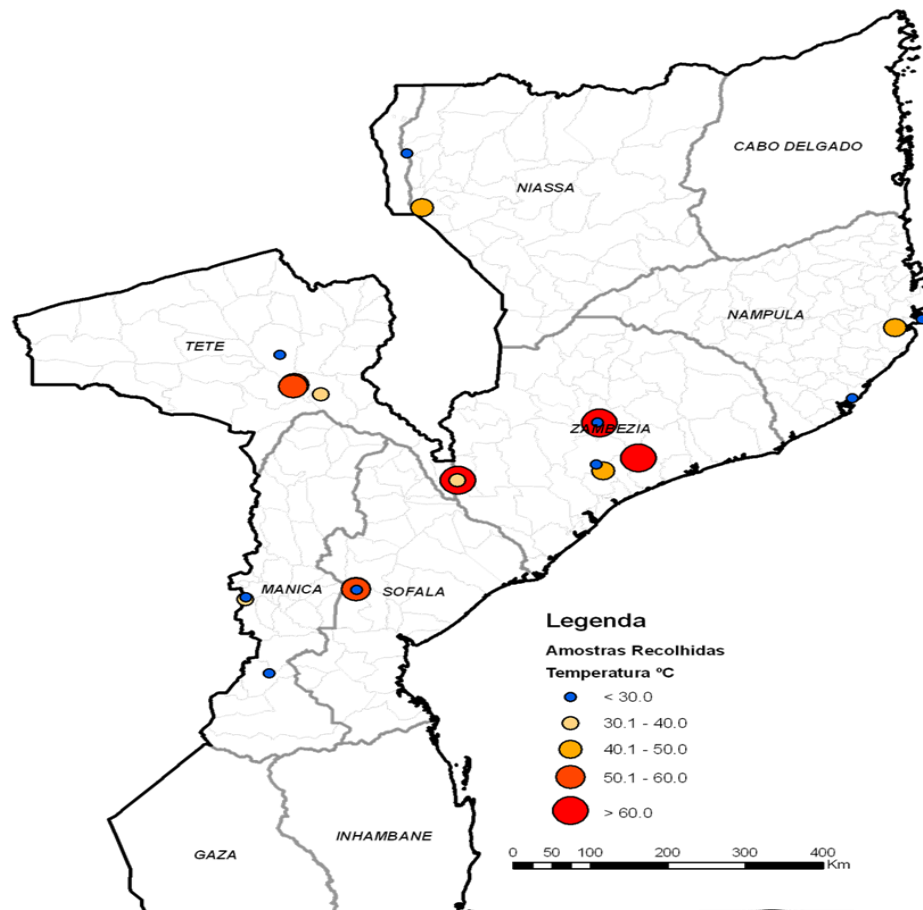 CABO DELGADO
NIASSA
NAMPULA
TETE
ZAMBEZIA
MANICA
SOFALA
Legenda
Amostras Recolhidas
Temperatura ºC
< 30.0
30.1 - 40.0
40.1 - 50.0
50.1 - 60.0
> 60.0
INHAMBANE
GAZA
0 50 100 200 300 400
Km